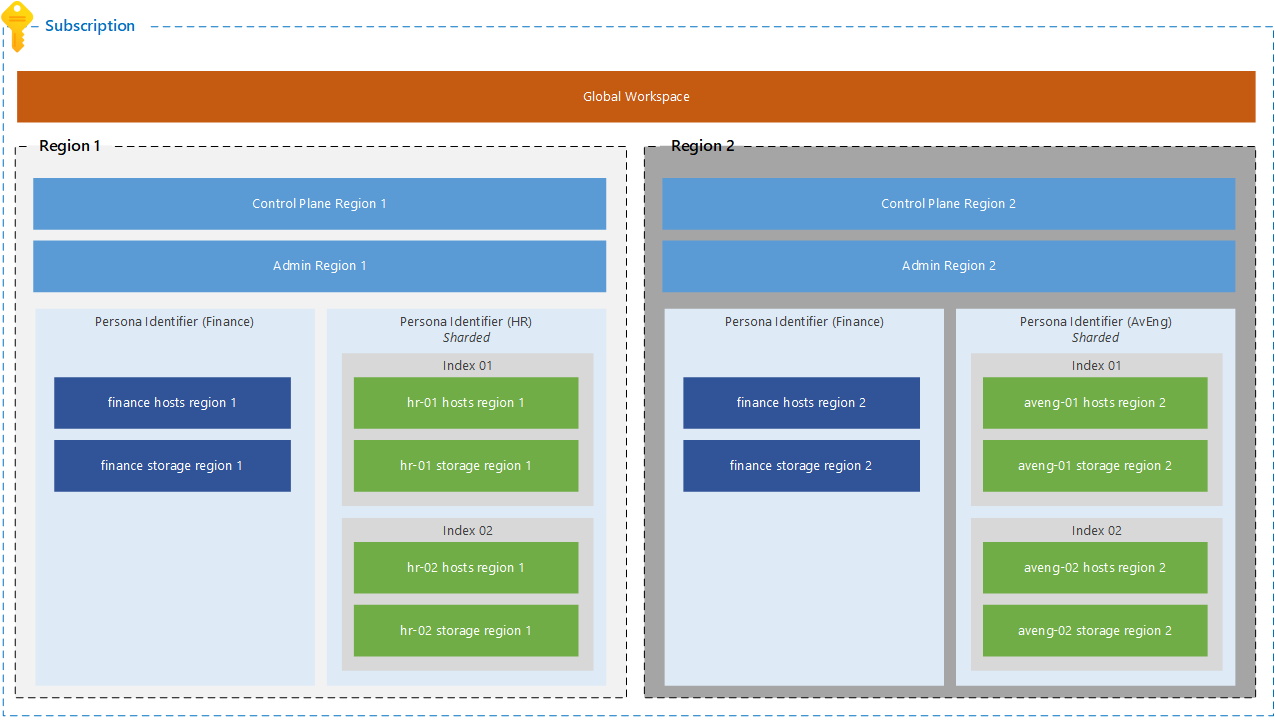 Subscription
Global Workspace
Region 1
Control Plane Region 1
Admin Region 1
Persona Identifier (Finance)
finance hosts region 1
finance storage region 1
Persona Identifier (HR)
Sharded
Index 01
hr-01 hosts region 1
hr-01 storage region 1
Index 02
hr-02 hosts region 1
hr-02 storage region 1
Region 2
Control Plane Region 2
Admin Region 2
Persona Identifier (Finance)
finance hosts region 2
finance storage region 2
Persona Identifier (AvEng)
Sharded
Index 01
aveng-01 hosts region 2
aveng-01 storage region 2
Index 02
aveng-02 hosts region 2
aveng-02 storage region 2